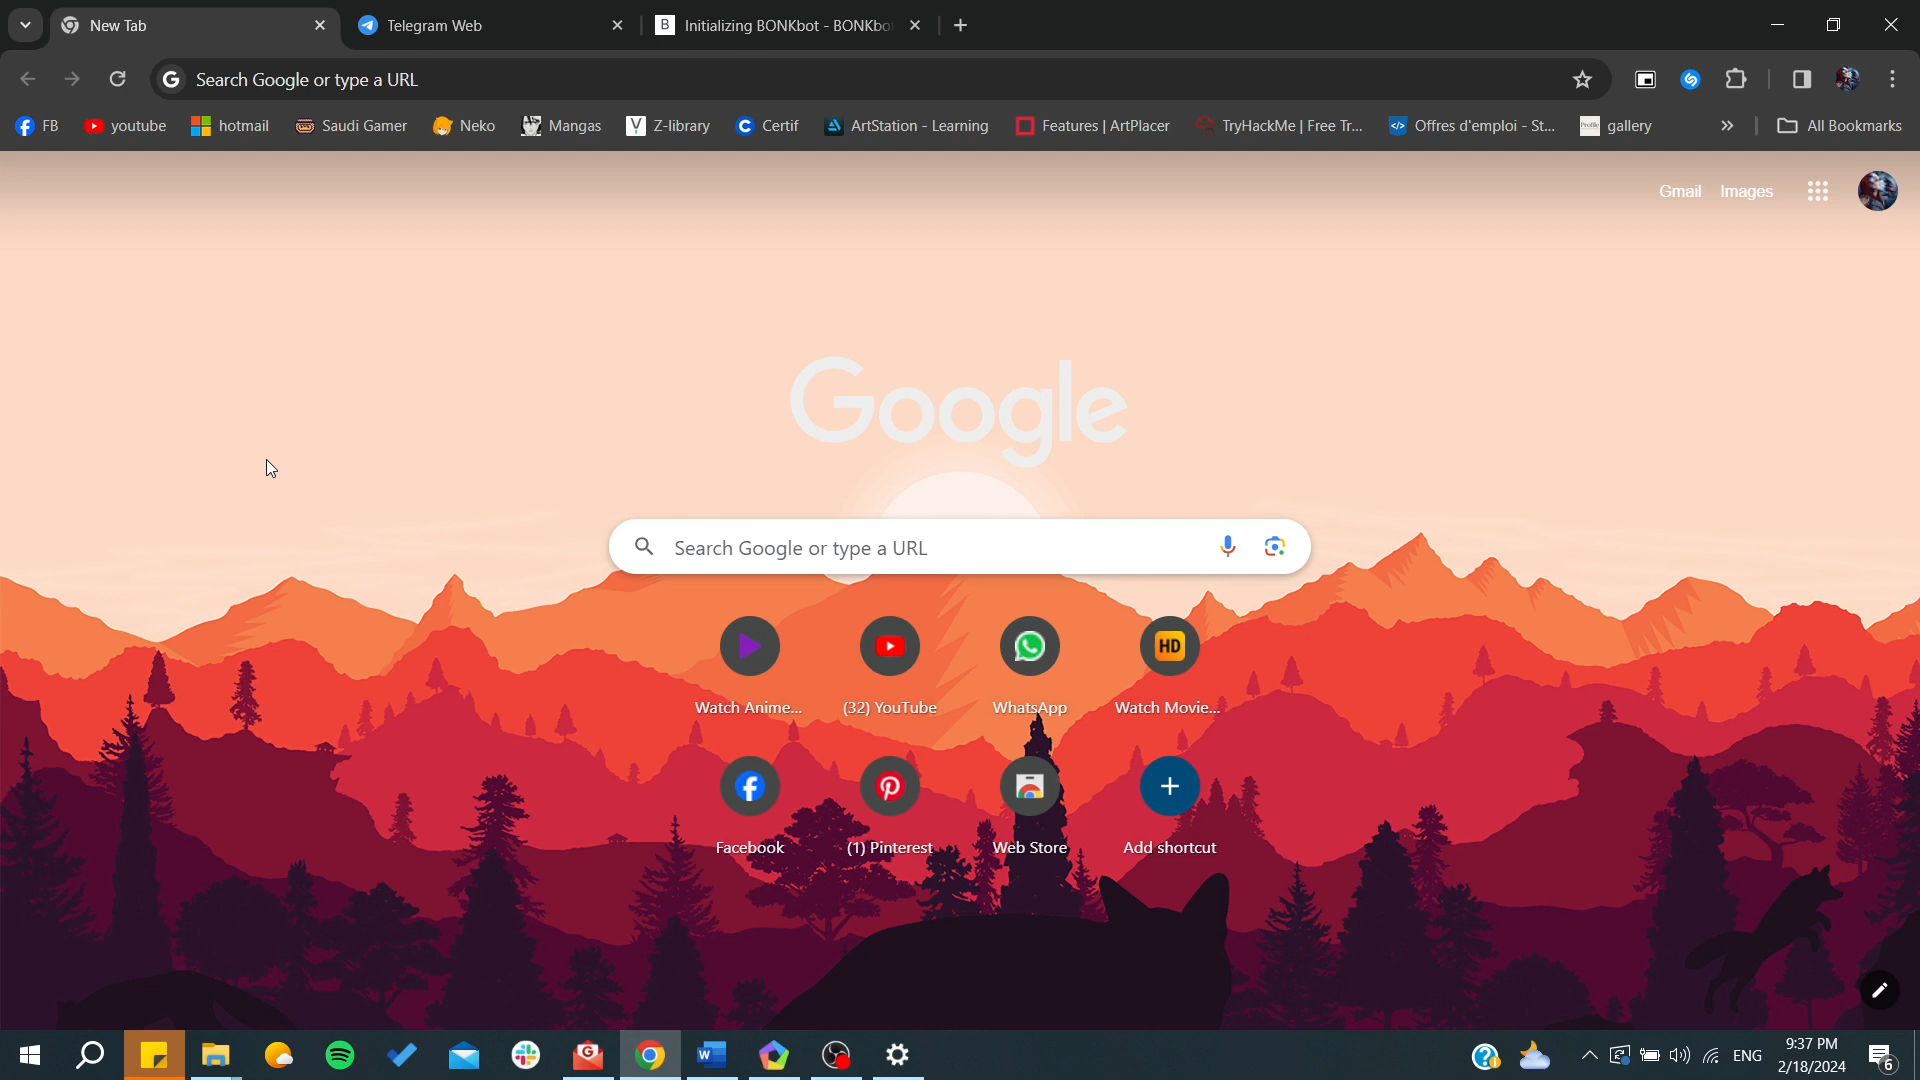 New Tab
Telegram Web
B Initializing BONKbot - BONKbo
G Search Google or type a URL
FB
youtube
hotmail
Saudi Gamer
Neko
Mangas
Z-library
Certif
ArtStation - Learning
Features | ArtPlacer
TryHackMe | Free Tr...
Offres d'emploi - St...
gallery
All Bookmarks
Gmail Images
Google
Search Google or type a URL
HD
Watch Anime...
(32) YouTube
WhatsApp
Watch Movie...
Facebook
(1) Pinterest
Web Store
Add shortcut
ENG
9:37 PM
2/18/2024
6